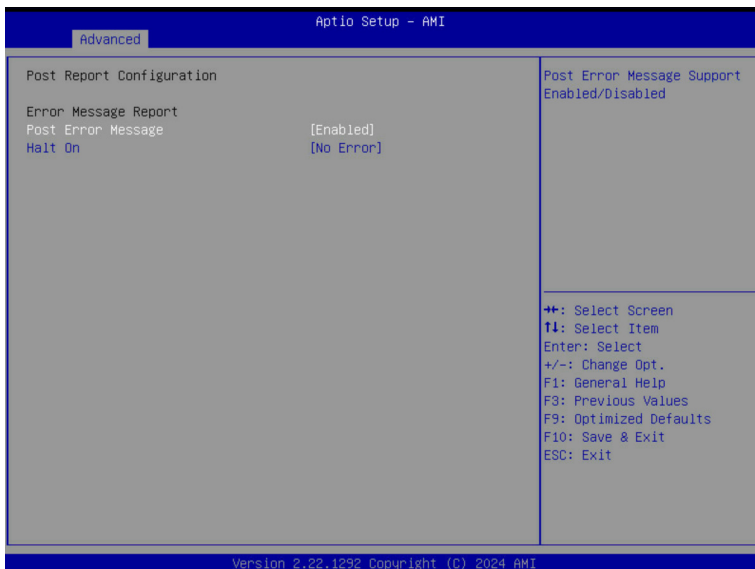 Aptio Setup – AMI
Advanced
Post Report Configuration
Error Message Report
Post Error Message [Enabled]
Halt On [No Error]
Post Error Message Support
Enabled/Disabled
→←: Select Screen
↑↓: Select Item
Enter: Select
+/-: Change Opt.
F1: General Help
F3: Previous Values
F9: Optimized Defaults
F10: Save & Exit
ESC: Exit
Version 2.22.1292 Copyright (C) 2024 AMI